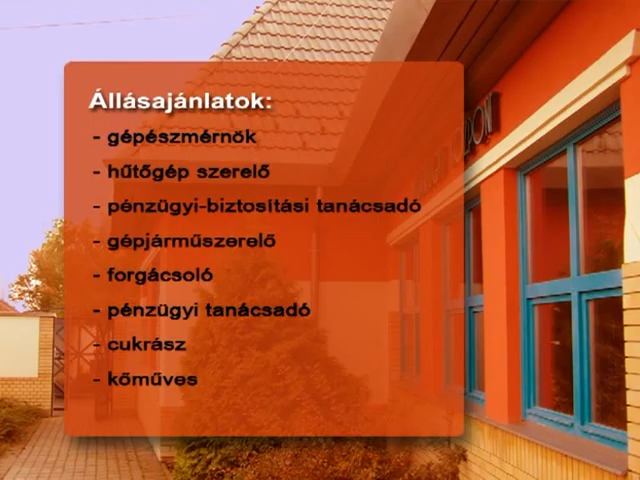 Állásajánlatok:
- gépészmérnök
- hűtőgép szerelő
- pénzügyi-biztosítási tanácsadó
- gépjárműszerelő
- forgácsoló
- pénzügyi tanácsadó
- cukrász
- kőműves